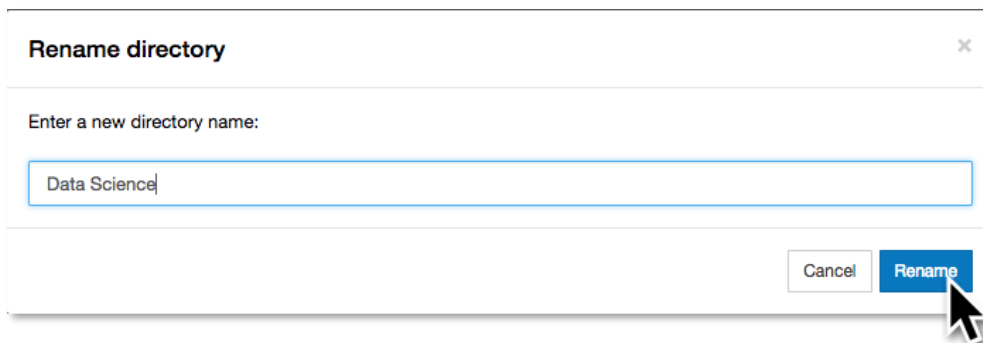 Rename directory
×
Enter a new directory name:
Data Science
Cancel
Rename